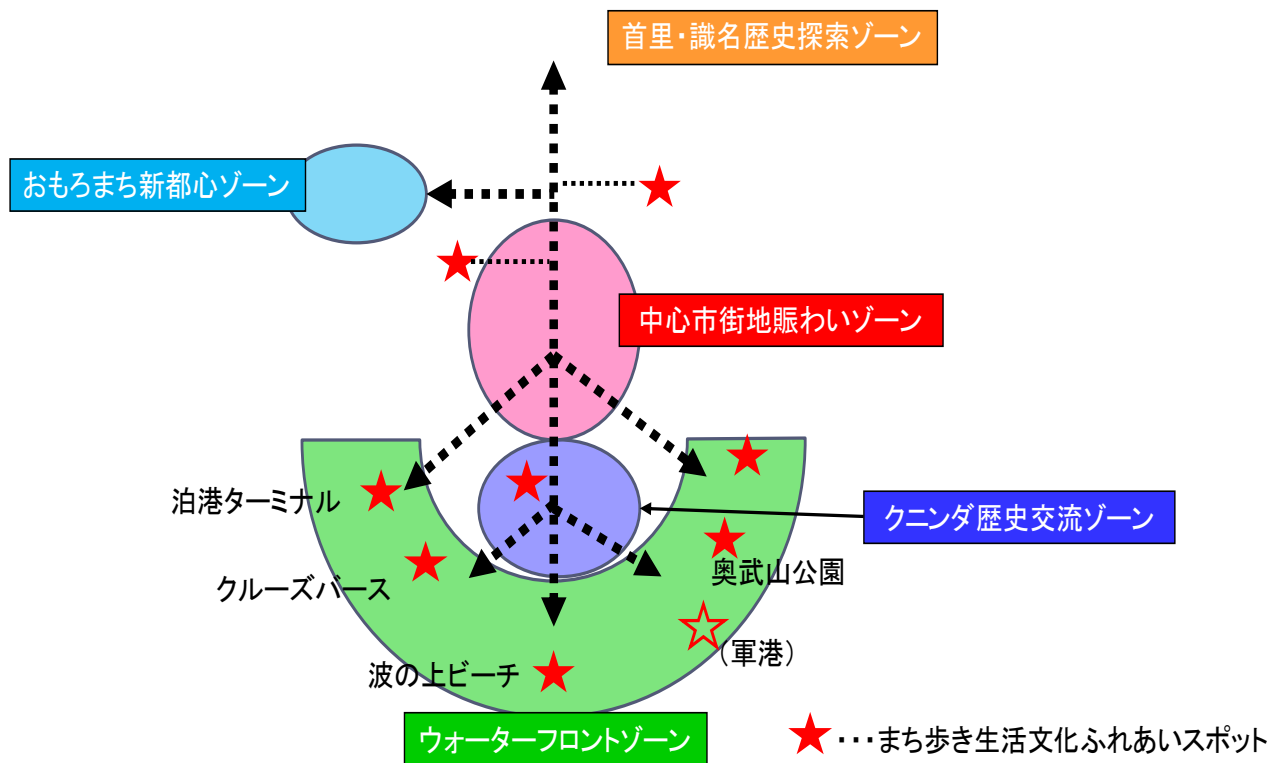 首里・識名歴史探索ゾーン
おもろまち新都心ゾーン
中心市街地賑わいゾーン
泊港ターミナル
クニンダ歴史交流ゾーン
クルーズバース
奥武山公園
(軍港)
波の上ビーチ
ウォーターフロントゾーン
★・・・まち歩き生活文化ふれあいスポット